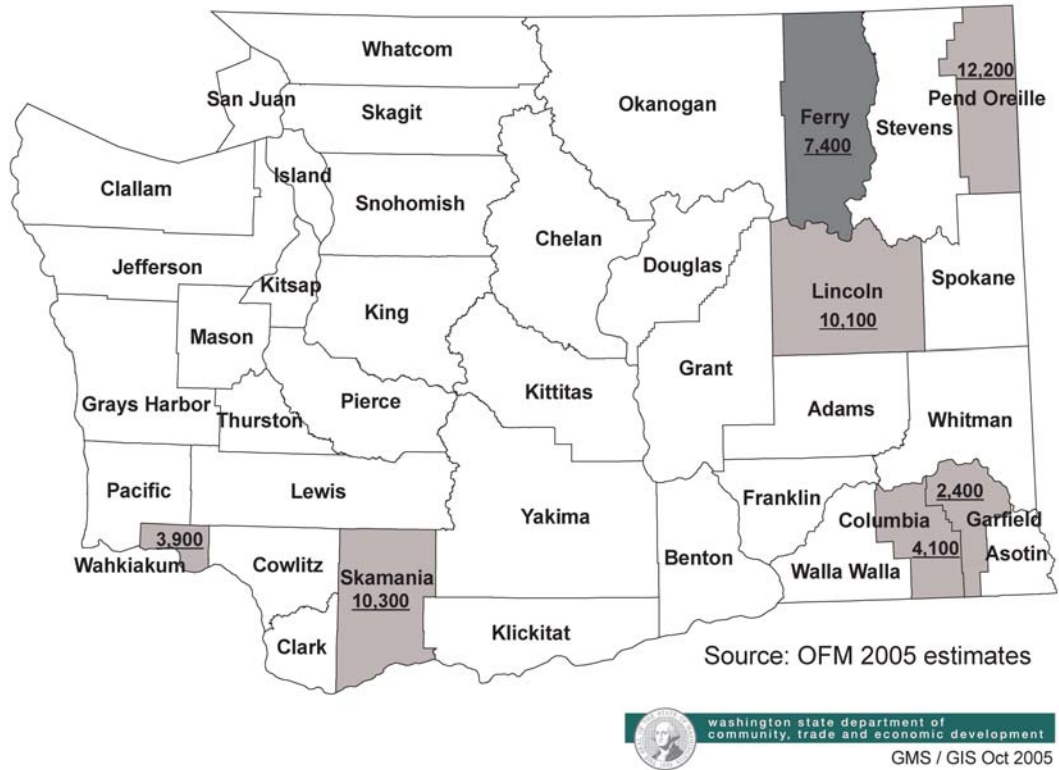 Whatcom
San Juan
Skagit
Okanogan
Ferry
7,400
Stevens
12,200
Pend Oreille
Clallam
Island
Snohomish
Chelan
Douglas
Jefferson
Kitsap
King
Lincoln
10,100
Spokane
Mason
Grant
Grays Harbor
Thurston
Pierce
Kittitas
Adams
Whitman
Pacific
Lewis
Yakima
Franklin
Columbia
4,100
2,400
Garfield
Asotin
3,900
Wahkiakum
Cowlitz
Skamania
10,300
Benton
Walla Walla
Clark
Klickitat
Source: OFM 2005 estimates
washington state department of
community, trade and economic development
GMS / GIS Oct 2005